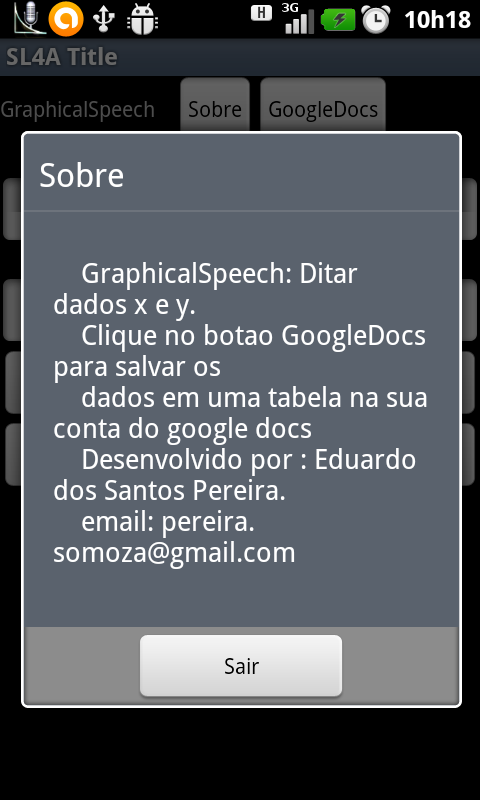 H 3G 10h18
SL4A Title
GraphicalSpeech Sobre GoogleDocs
Sobre
GraphicalSpeech: Ditar
dados x e y.
Clique no botao GoogleDocs
para salvar os
dados em uma tabela na sua
conta do google docs
Desenvolvido por : Eduardo
dos Santos Pereira.
email: pereira.
somoza@gmail.com
Sair